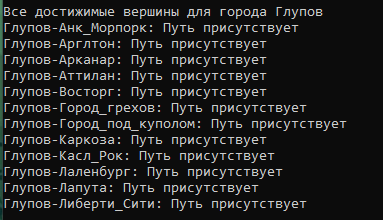 Все достижимые вершины для города Глупов
Глупов-Анк_Морпорк: Путь присутствует
Глупов-Арглтон: Путь присутствует
Глупов-Арканар: Путь присутствует
Глупов-Аттилан: Путь присутствует
Глупов-Восторг: Путь присутствует
Глупов-Город_грехов: Путь присутствует
Глупов-Город_под_куполом: Путь присутствует
Глупов-Каркоза: Путь присутствует
Глупов-Касл_Рок: Путь присутствует
Глупов-Лаленбург: Путь присутствует
Глупов-Лапута: Путь присутствует
Глупов-Либерти_Сити: Путь присутствует